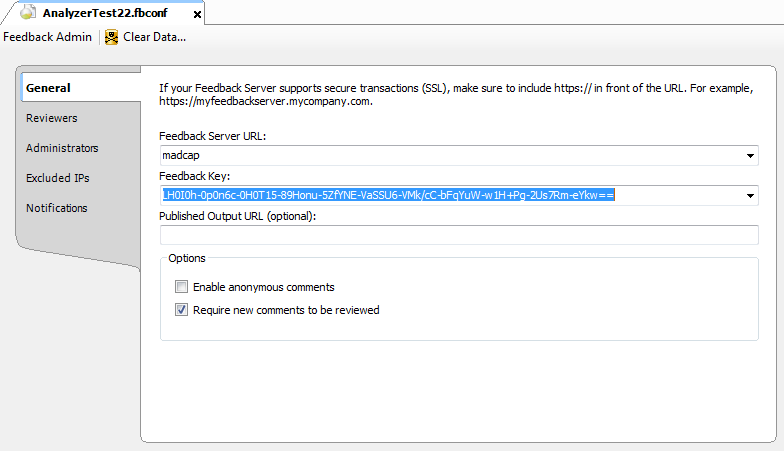 AnalyzerTest22.fbconf
Feedback Admin Clear Data...
General
Reviewers
Administrators
Excluded IPs
Notifications
If your Feedback Server supports secure transactions (SSL), make sure to include https:// in front of the URL. For example,
https://myfeedbackserver.mycompany.com.
Feedback Server URL:
madcap
Feedback Key:
LH0I0h-0p0n6c-0H0T15-89Honu-5ZfYNE-VaSSU6-VMk/cC-bFqYuW-w1H+Pg-2Us7Rm-eYkw==
Published Output URL (optional):
Options
Enable anonymous comments
Require new comments to be reviewed